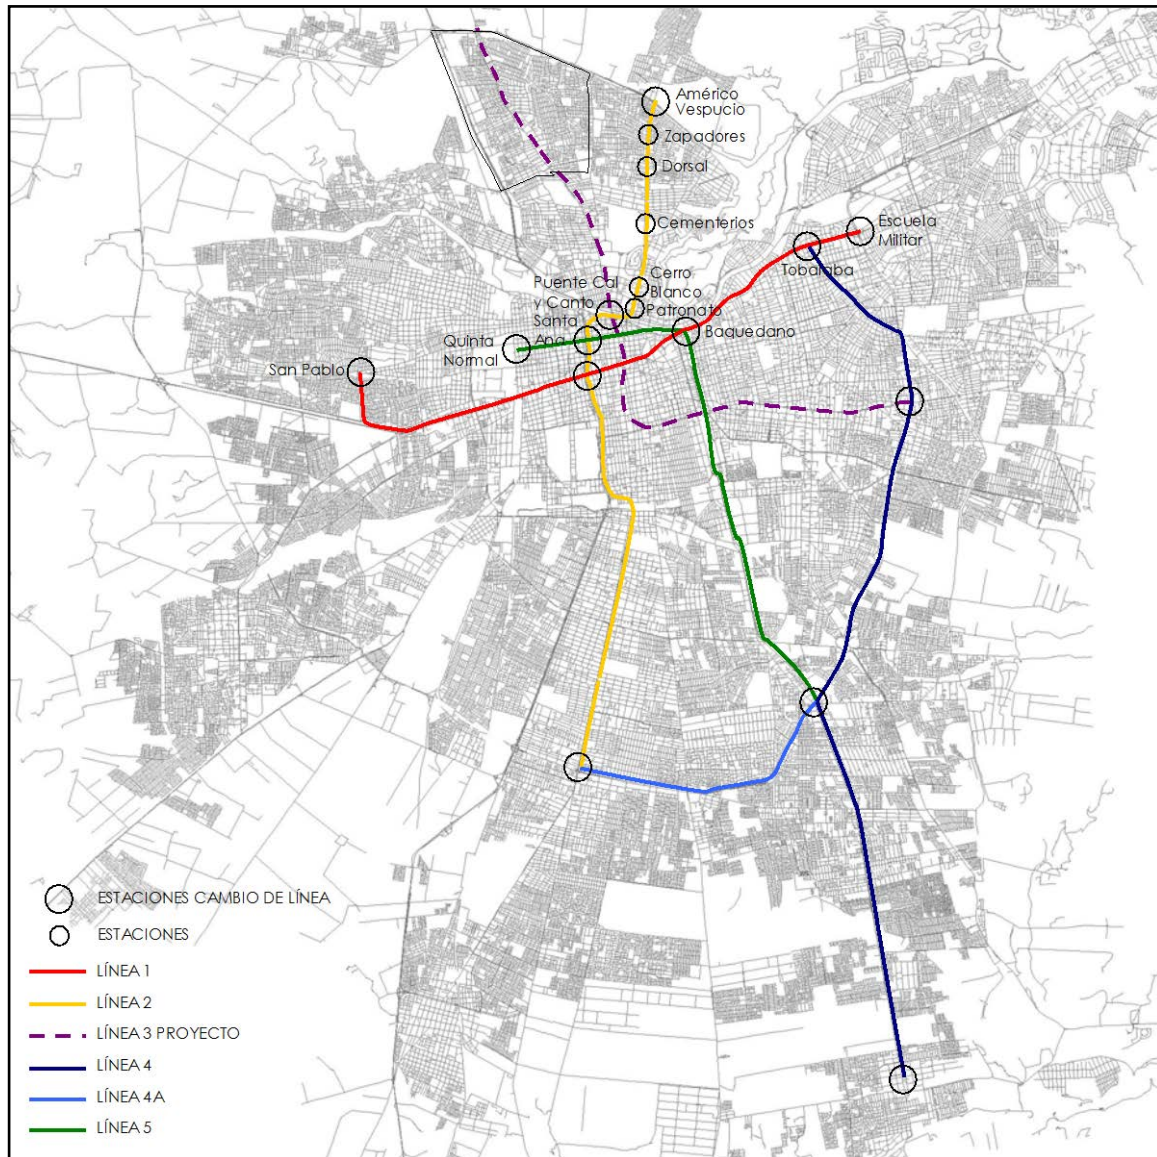 Américo
Vespucio
Zapadores
Dorsal
Cementerios
Escuela
Militar
Tobalaba
Puente Cal
y Canto
Cerro
Blanco
Patronato
Santa
Ana
Baquedano
Quinta
Normal
San Pablo
ESTACIONES CAMBIO DE LÍNEA
ESTACIONES
LÍNEA 1
LÍNEA 2
LÍNEA 3 PROYECTO
LÍNEA 4
LÍNEA 4A
LÍNEA 5